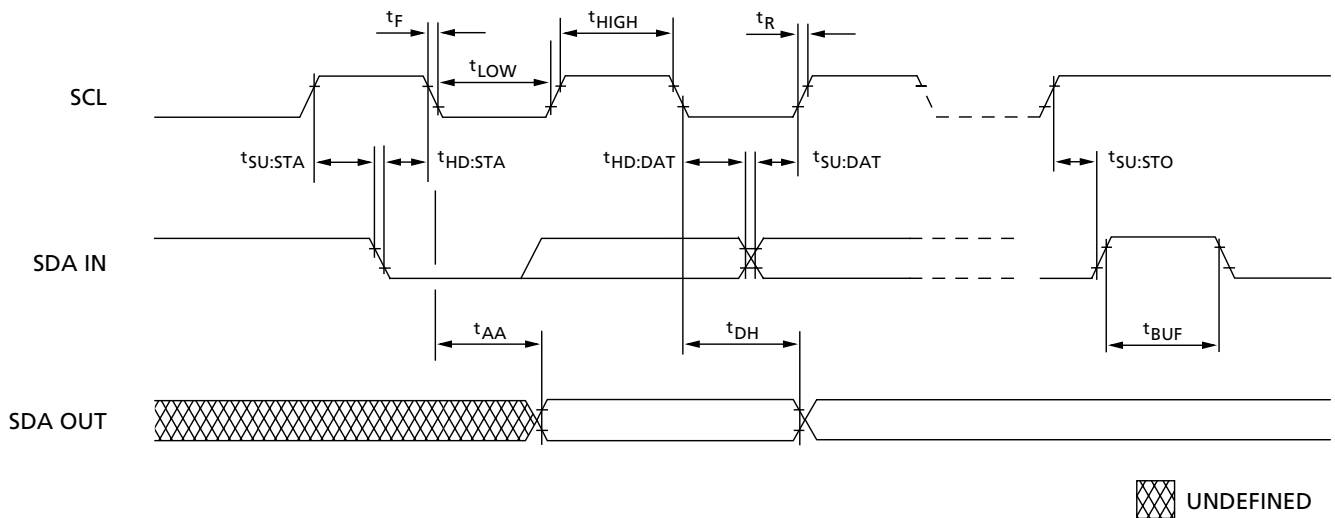 tF
tHIGH
tR
tLOW
SCL
tSU:STA
tHD:STA
tHD:DAT
tSU:DAT
tSU:STO
SDA IN
tAA
tDH
tBUF
SDA OUT
UNDEFINED